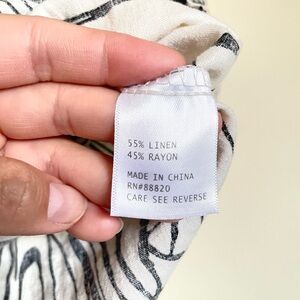 55% LINEN
45% RAYON
MADE IN CHINA
RN#88820
CARE SEE REVERSE